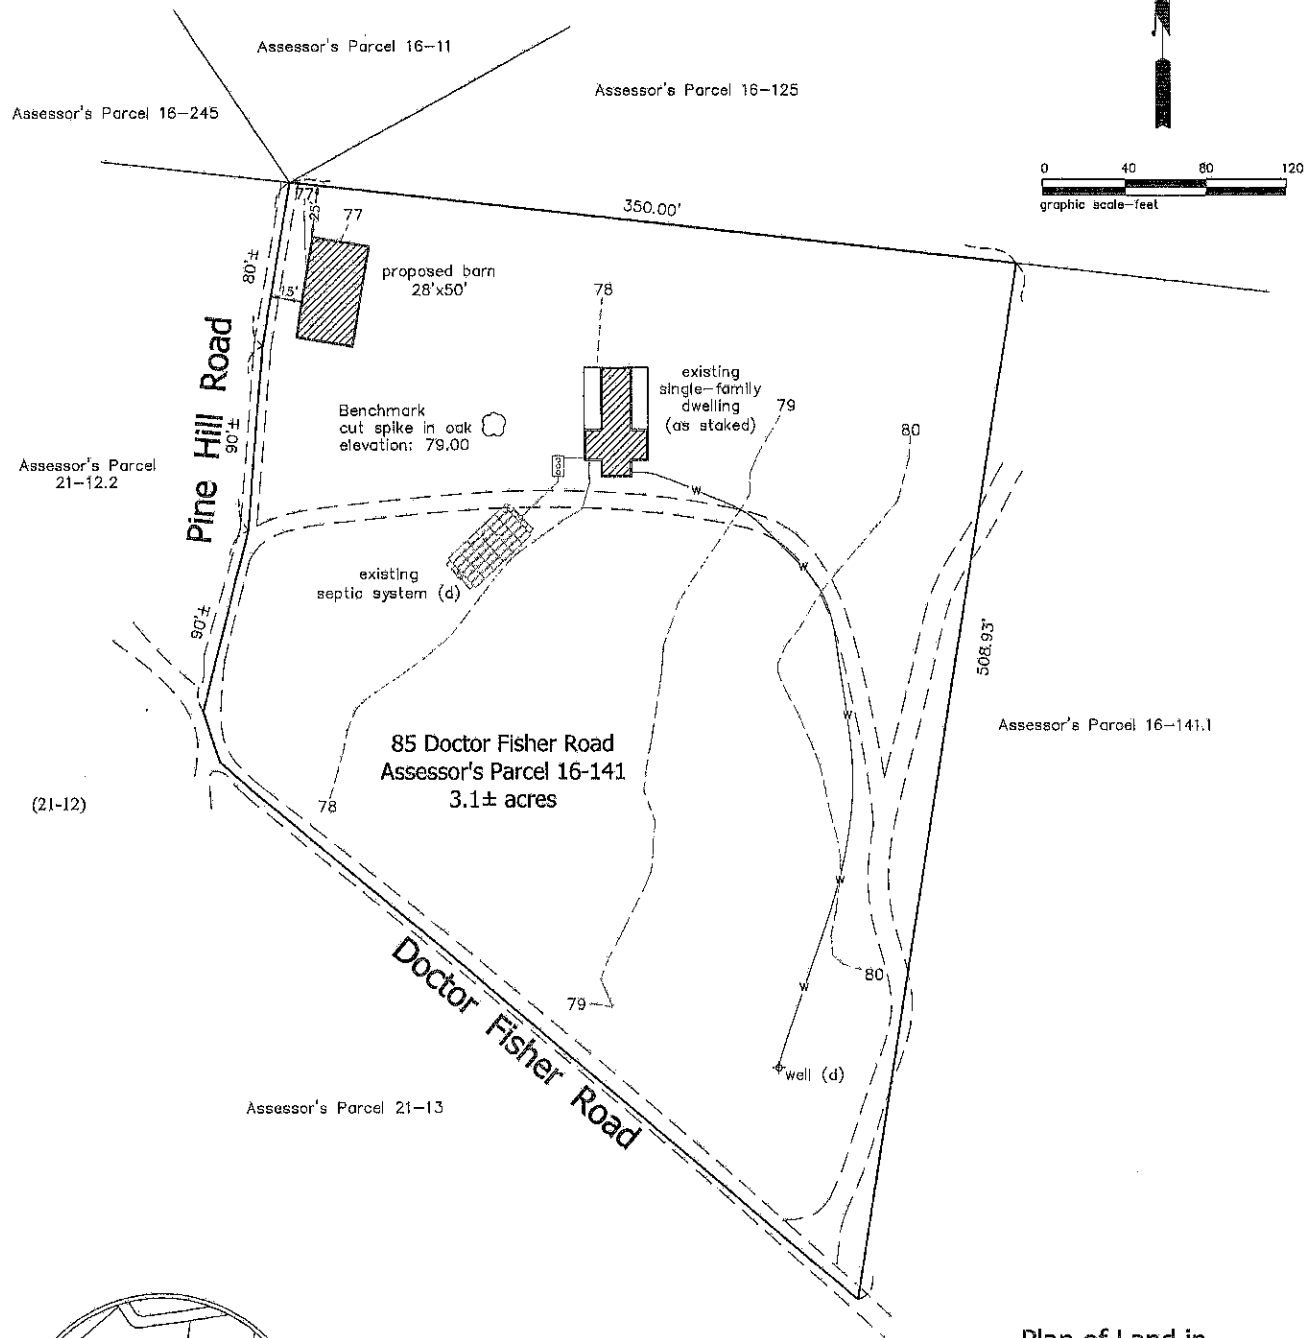 Assessor's Parcel 16-11
Assessor's Parcel 16-125
Assessor's Parcel 16-245
0 40 80 120
graphic scale-feet
350.00'
77
25'
77
80'±
proposed barn
28'x50'
15'
78
Pine Hill Road
existing
single-family
dwelling
(as staked)
79
Benchmark
cut spike in oak
elevation: 79.00
80
90'±
Assessor's Parcel
21-12.2
W
W
existing
septic system (d)
90'±
508.93'
W
Assessor's Parcel 16-141.1
85 Doctor Fisher Road
Assessor's Parcel 16-141
3.1± acres
78
(21-12)
W
80
W
79
Doctor Fisher Road
well (d)
Assessor's Parcel 21-13
Plan of Land in